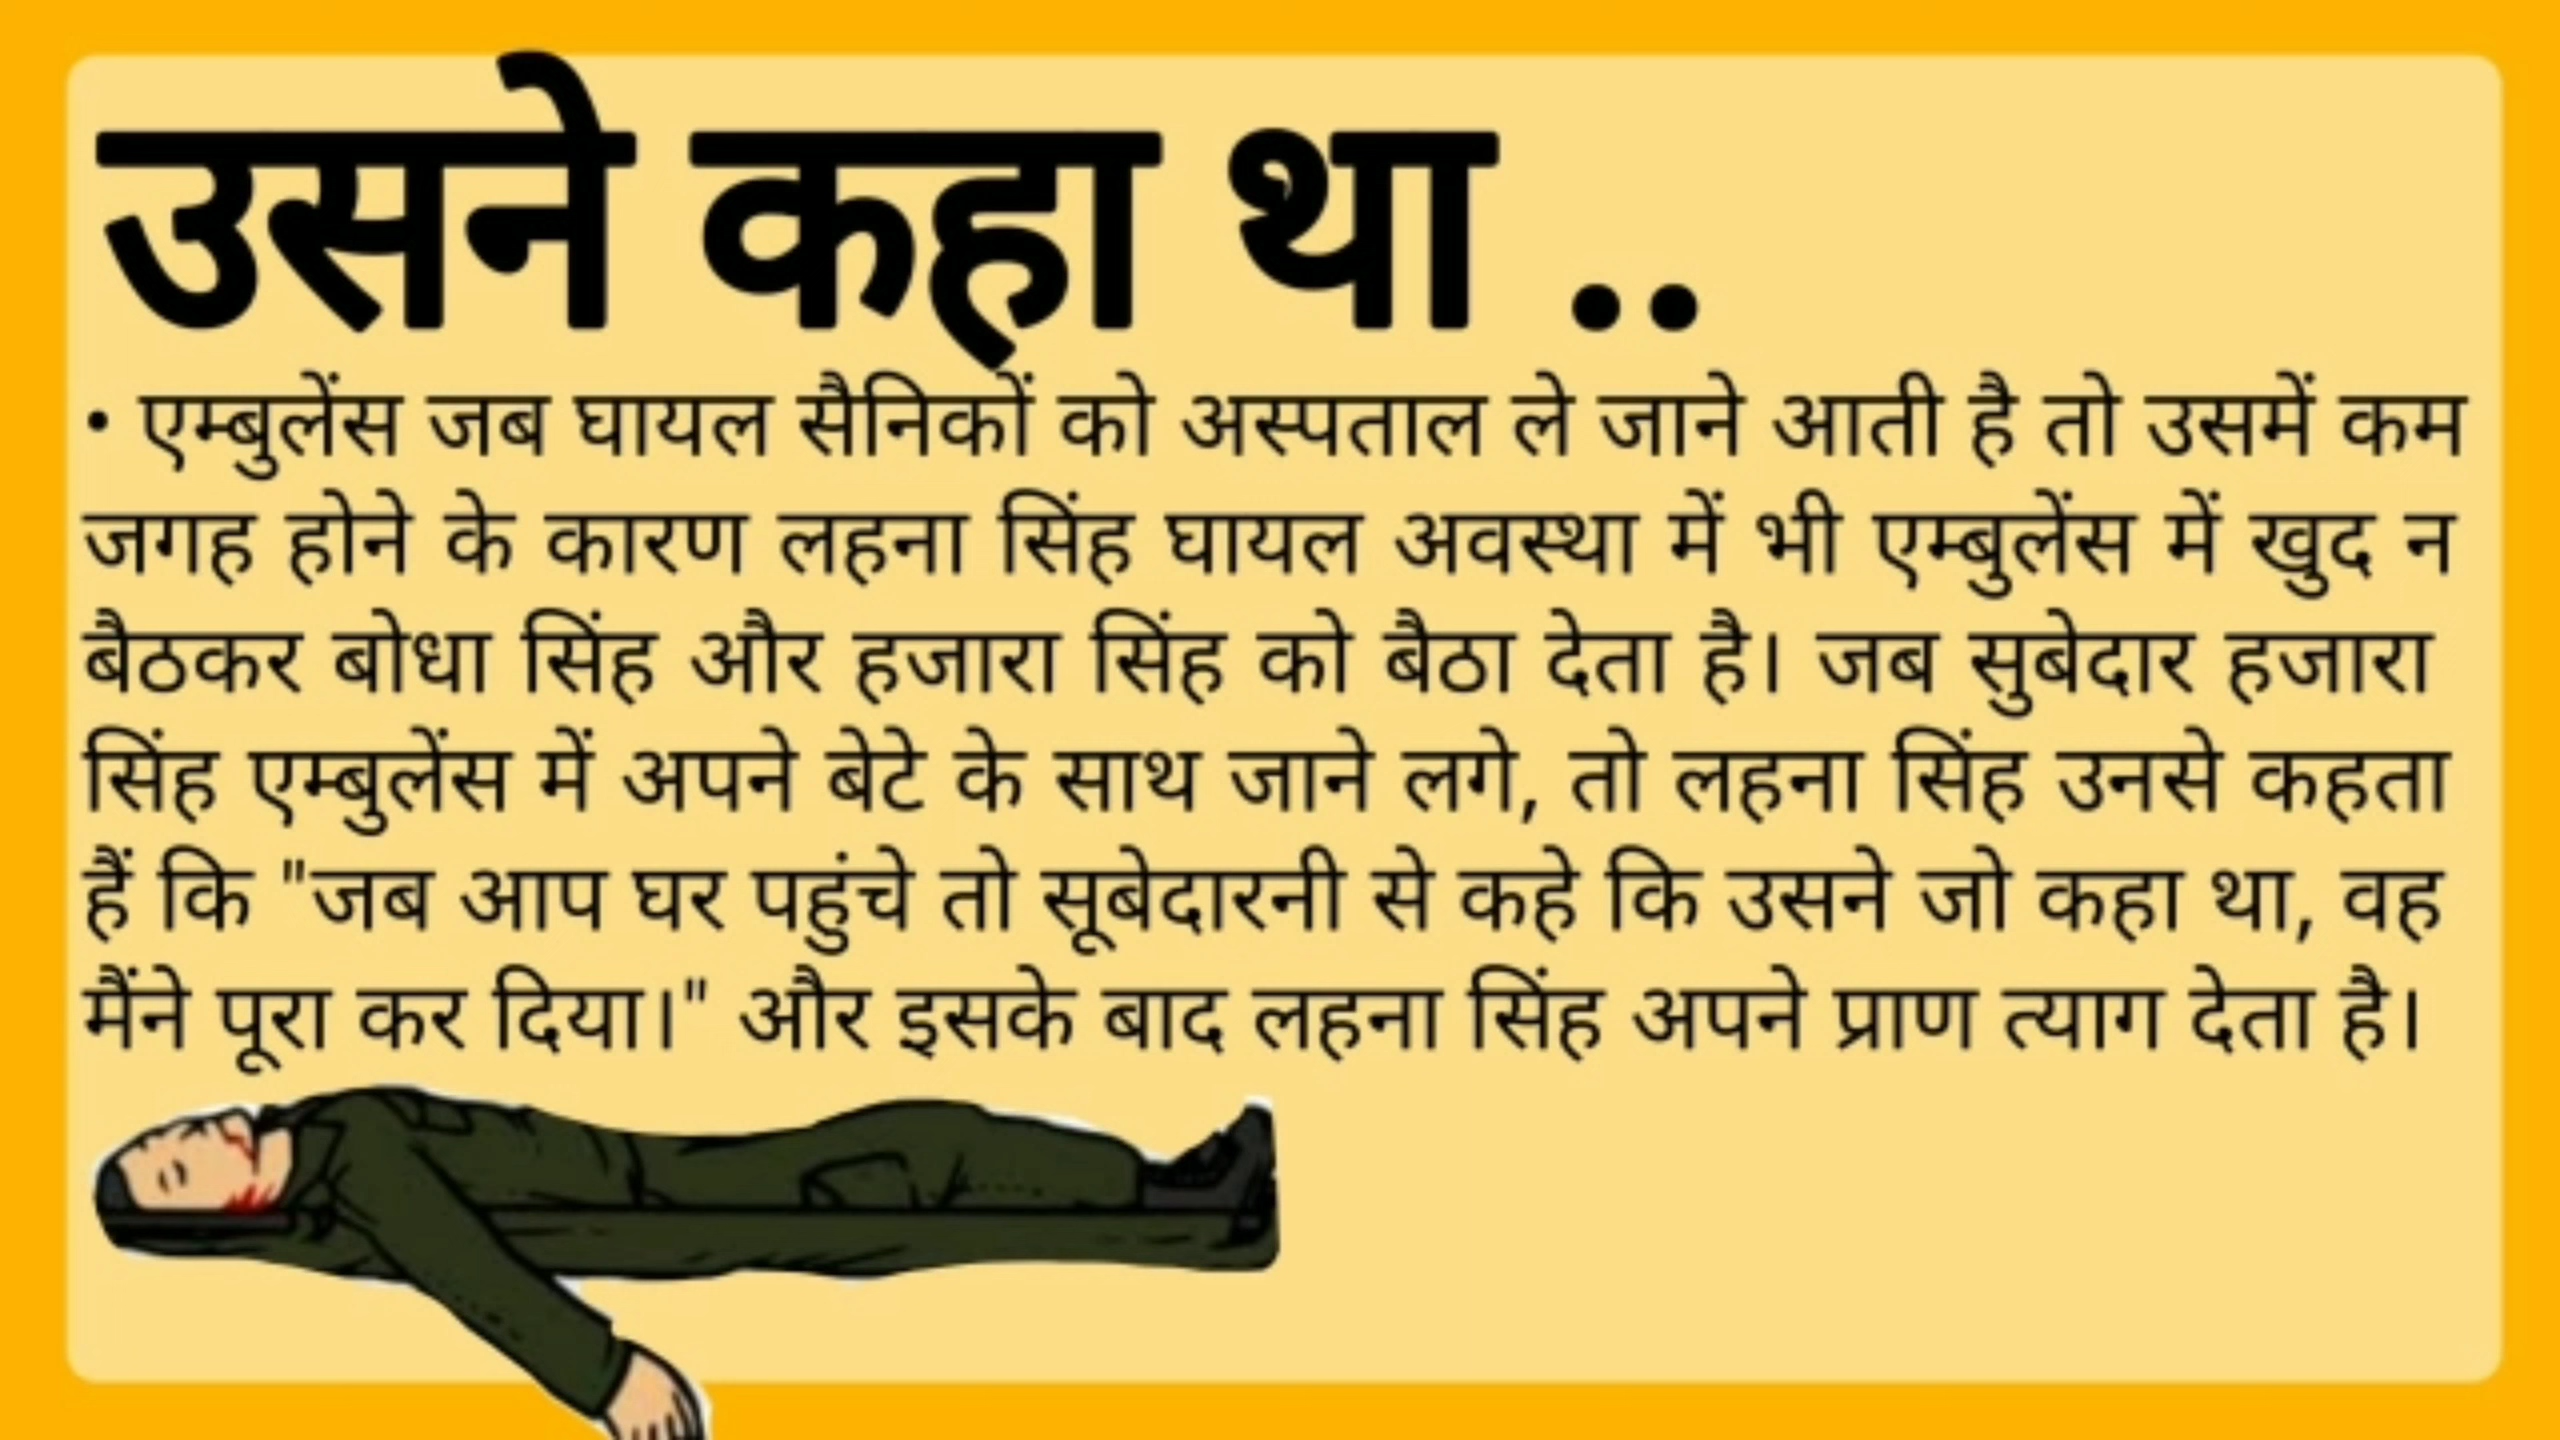 उसने कहा था ..
• एम्बुलेंस जब घायल सैनिकों को अस्पताल ले जाने आती है तो उसमें कम
जगह होने के कारण लहना सिंह घायल अवस्था में भी एम्बुलेंस में खुद न
बैठकर बोधा सिंह और हजारा सिंह को बैठा देता है। जब सुबेदार हजारा
सिंह एम्बुलेंस में अपने बेटे के साथ जाने लगे, तो लहना सिंह उनसे कहता
हैं कि "जब आप घर पहुंचे तो सूबेदारनी से कहे कि उसने जो कहा था, वह
मैंने पूरा कर दिया।" और इसके बाद लहना सिंह अपने प्राण त्याग देता है।